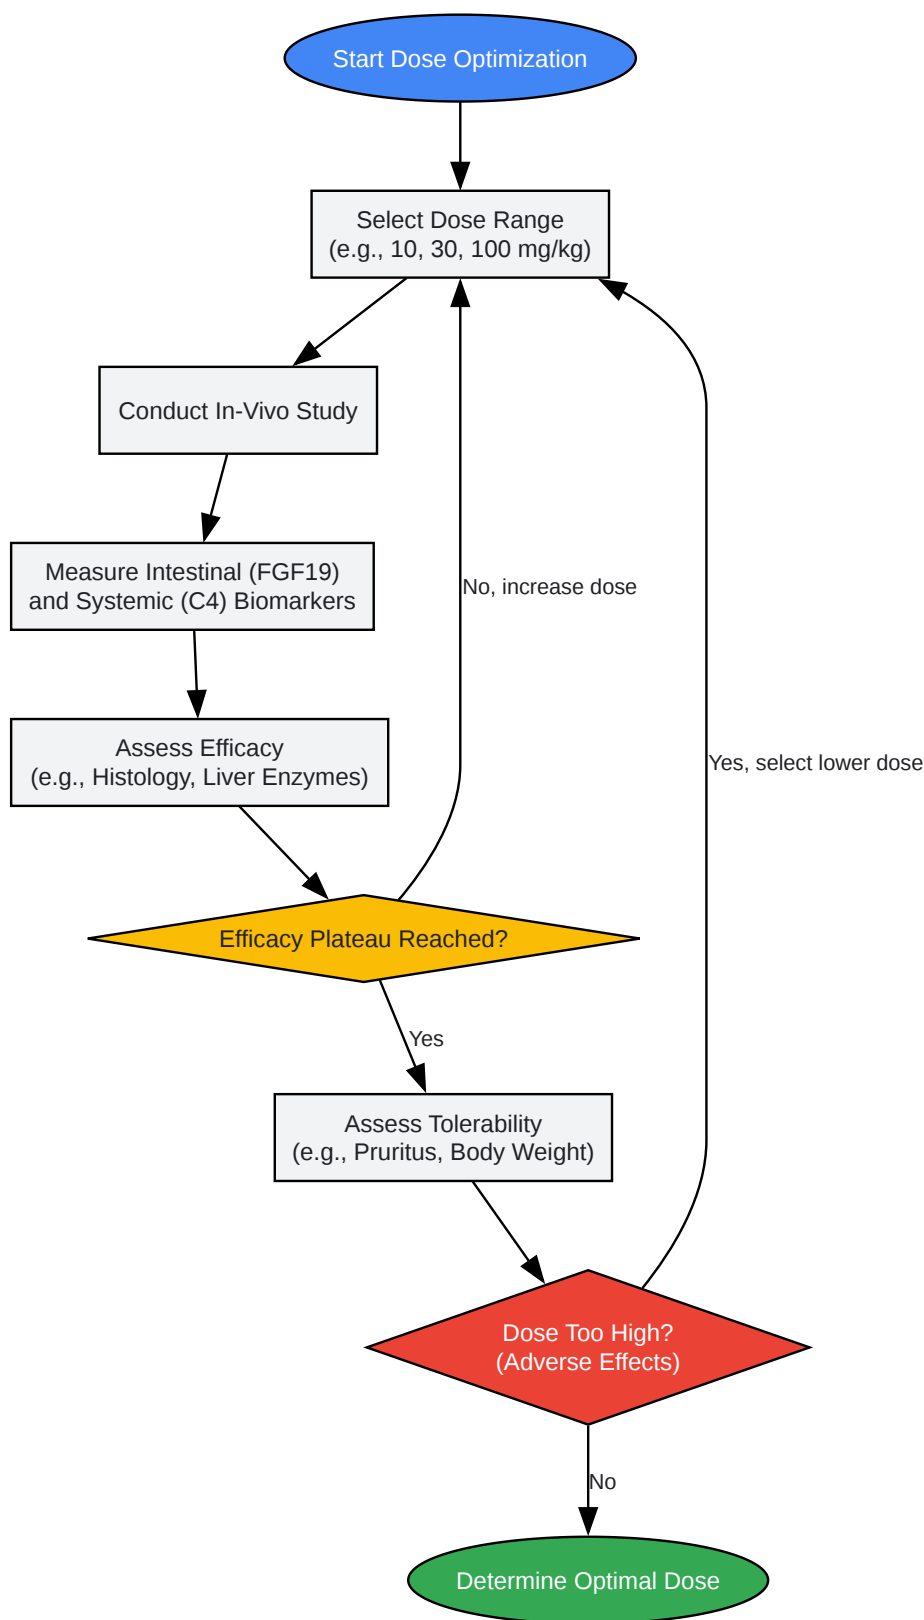 Start Dose Optimization
Select Dose Range
(e.g., 10, 30, 100 mg/kg)
Conduct In-Vivo Study
Measure Intestinal (FGF19)
and Systemic (C4) Biomarkers
No, increase dose
Assess Efficacy
(e.g., Histology, Liver Enzymes)
Yes, select lower dose
Efficacy Plateau Reached?
Yes
Assess Tolerability
(e.g., Pruritus, Body Weight)
Dose Too High?
(Adverse Effects)
No
Determine Optimal Dose